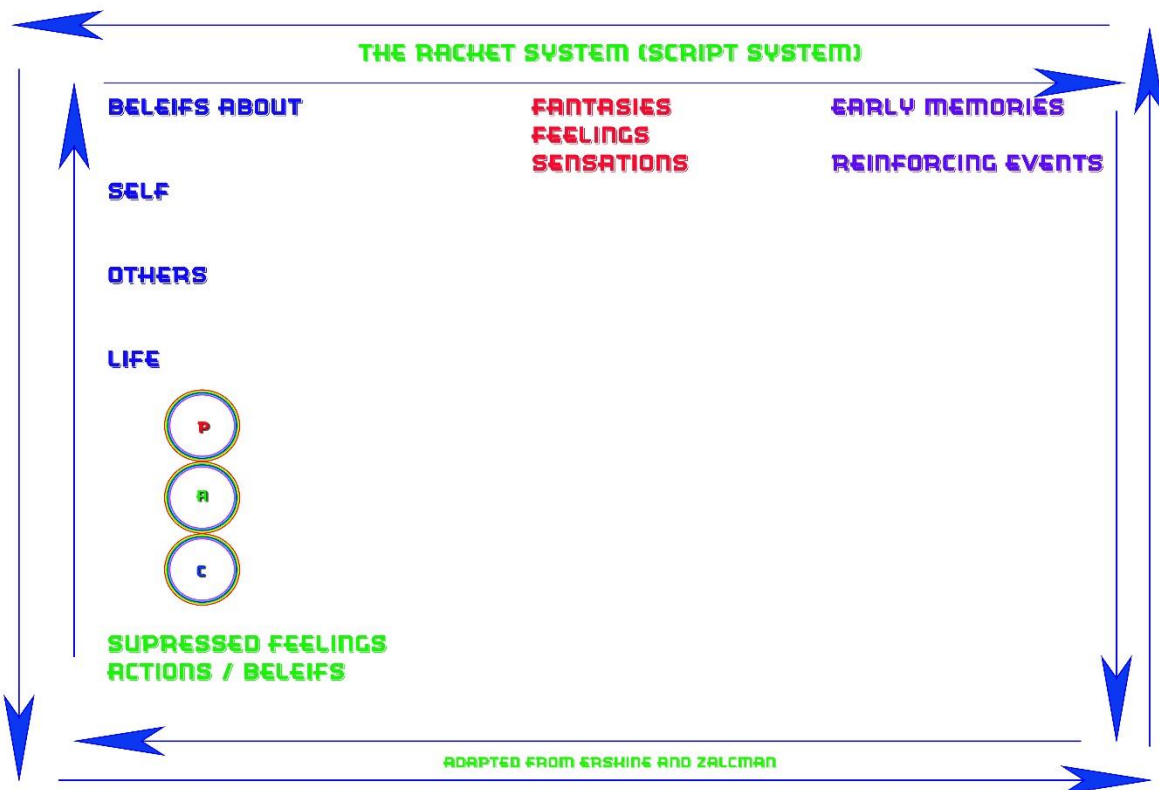 THE RACKET SYSTEM (SCRIPT SYSTEM)
BELEIFS ABOUT
SELF
OTHERS
LIFE
P
A
C
SUPRESSED FEELINGS
ACTIONS / BELEIFS
FANTASIES
FEELINGS
SENSATIONS
EARLY MEMORIES
REINFORCING EVENTS
ADAPTED FROM ERSKINE AND ZALCMAN